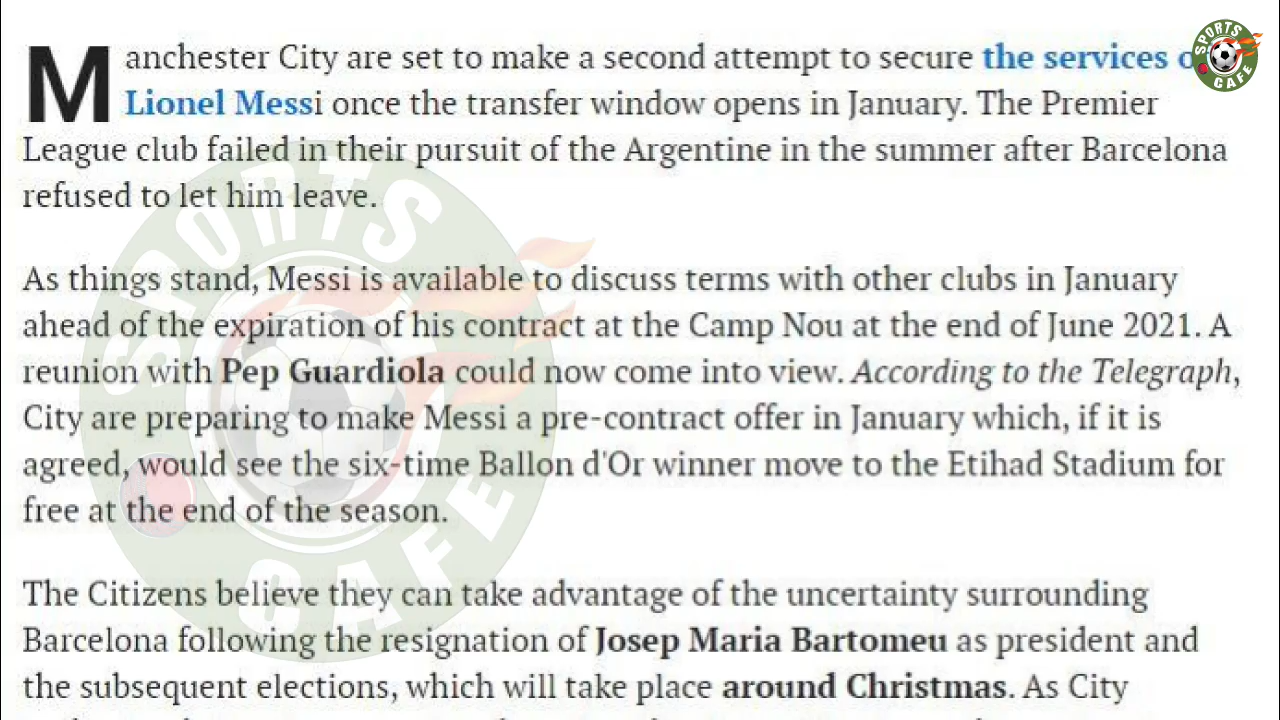 SPORTS
CAFE
Manchester City are set to make a second attempt to secure the services o
Lionel Messi once the transfer window opens in January. The Premier
League club failed in their pursuit of the Argentine in the summer after Barcelona
refused to let him leave.
As things stand, Messi is available to discuss terms with other clubs in January
ahead of the expiration of his contract at the Camp Nou at the end of June 2021. A
reunion with Pep Guardiola could now come into view. According to the Telegraph,
City are preparing to make Messi a pre-contract offer in January which, if it is
agreed, would see the six-time Ballon d'Or winner move to the Etihad Stadium for
free at the end of the season.
The Citizens believe they can take advantage of the uncertainty surrounding
Barcelona following the resignation of Josep Maria Bartomeu as president and
the subsequent elections, which will take place around Christmas. As City
SPORTS
CAFE